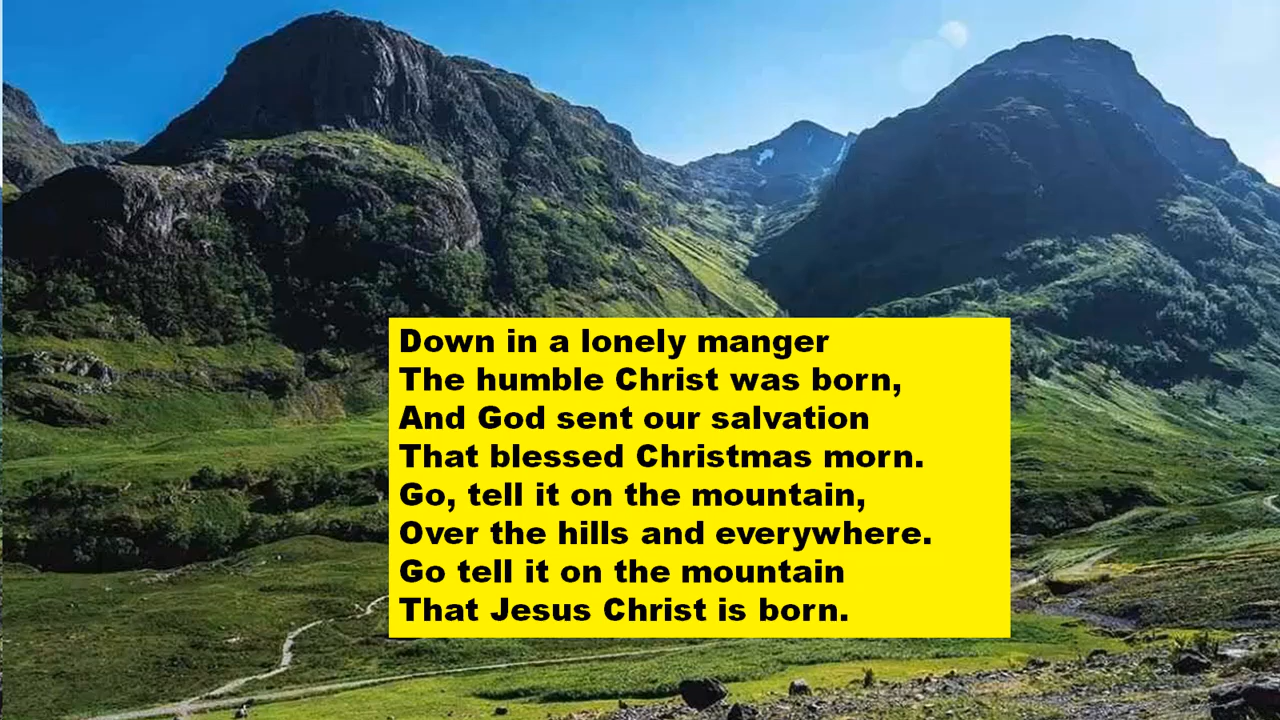 Down in a lonely manger
The humble Christ was born,
And God sent our salvation
That blessed Christmas morn.
Go, tell it on the mountain,
Over the hills and everywhere.
Go tell it on the mountain
That Jesus Christ is born.